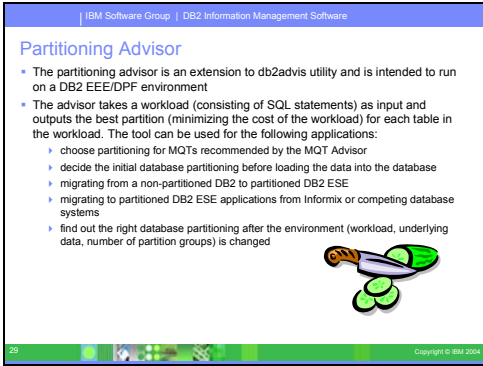 IBM Software Group | DB2 Information Management Software
Partitioning Advisor
▪ The partitioning advisor is an extension to db2advis utility and is intended to run
on a DB2 EEE/DPF environment
▪ The advisor takes a workload (consisting of SQL statements) as input and
outputs the best partition (minimizing the cost of the workload) for each table in
the workload. The tool can be used for the following applications:
choose partitioning for MQTs recommended by the MQT Advisor
decide the initial database partitioning before loading the data into the database
migrating from a non-partitioned DB2 to partitioned DB2 ESE
migrating to partitioned DB2 ESE applications from Informix or competing database
systems
find out the right database partitioning after the environment (workload, underlying
data, number of partition groups) is changed
29
Copyright © IBM 2004